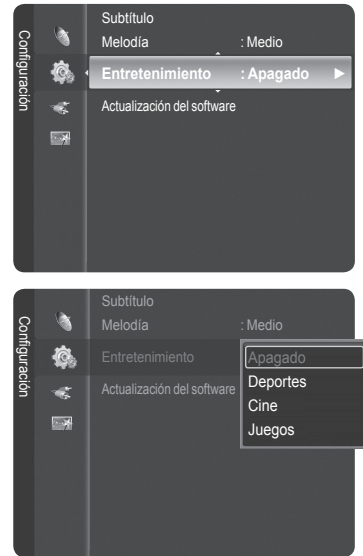 Configuración
Subtítulo
Melodía : Medio
Entretenimiento : Apagado
Actualización del software
Configuración
Subtítulo
Melodía : Medio
Entretenimiento
Actualización del software
Apagado
Deportes
Cine
Juegos